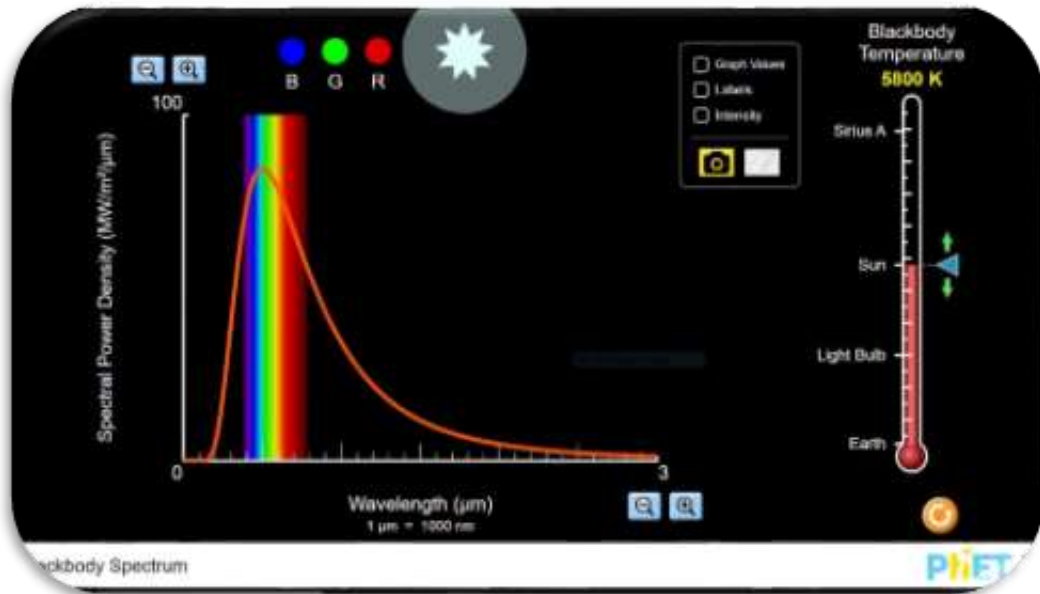 Blackbody
Temperature
5800 K
B G R
Graph Values
Labels
Intensity
100
Sirius A
Sun
Light Bulb
Earth
Spectral Power Density (MW/m²/μm)
0
3
Wavelength (μm)
1 μm = 1000 nm
ackbody Spectrum
PhET